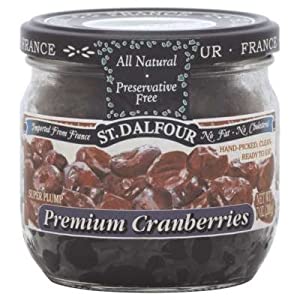 FRANCE
UR · FRANCE
All Natural
Preservative
Free
Imported From France
ST. DALFOUR
No Fat • No Cholesterol
HAND-PICKED, CLEAN,
READY TO EAT
SUPER PLUMP
Premium Cranberries